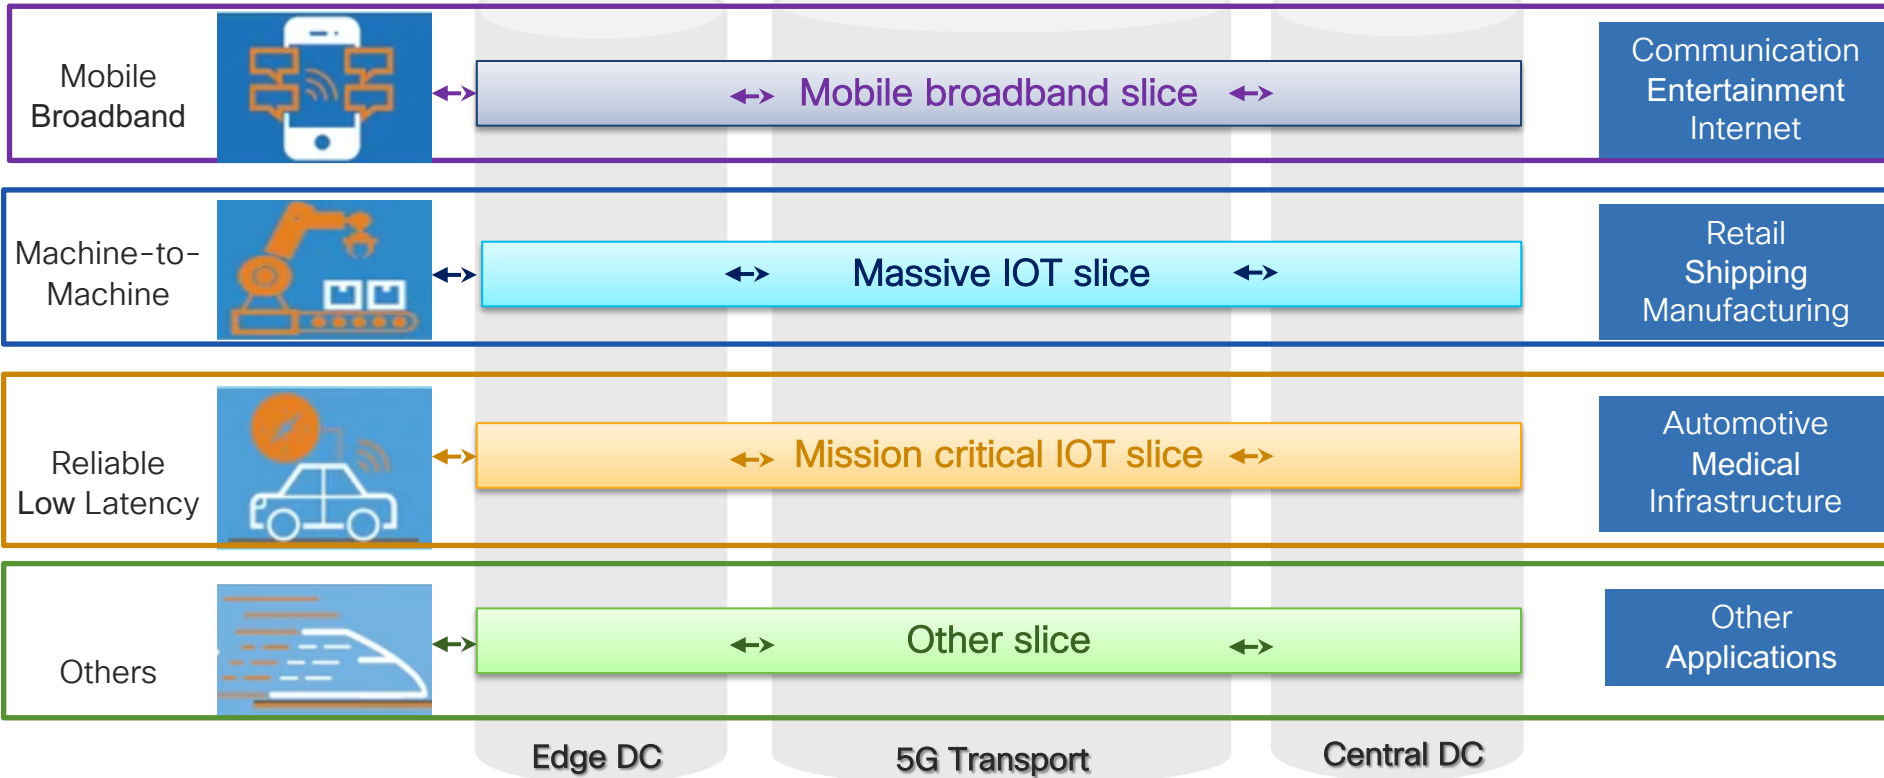 Mobile
Broadband
Mobile broadband slice
Communication
Entertainment
Internet
Machine-to-
Machine
Massive IOT slice
Retail
Shipping
Manufacturing
Reliable
Low Latency
Mission critical IOT slice
Automotive
Medical
Infrastructure
Others
Other slice
Other
Applications
Edge DC
5G Transport
Central DC